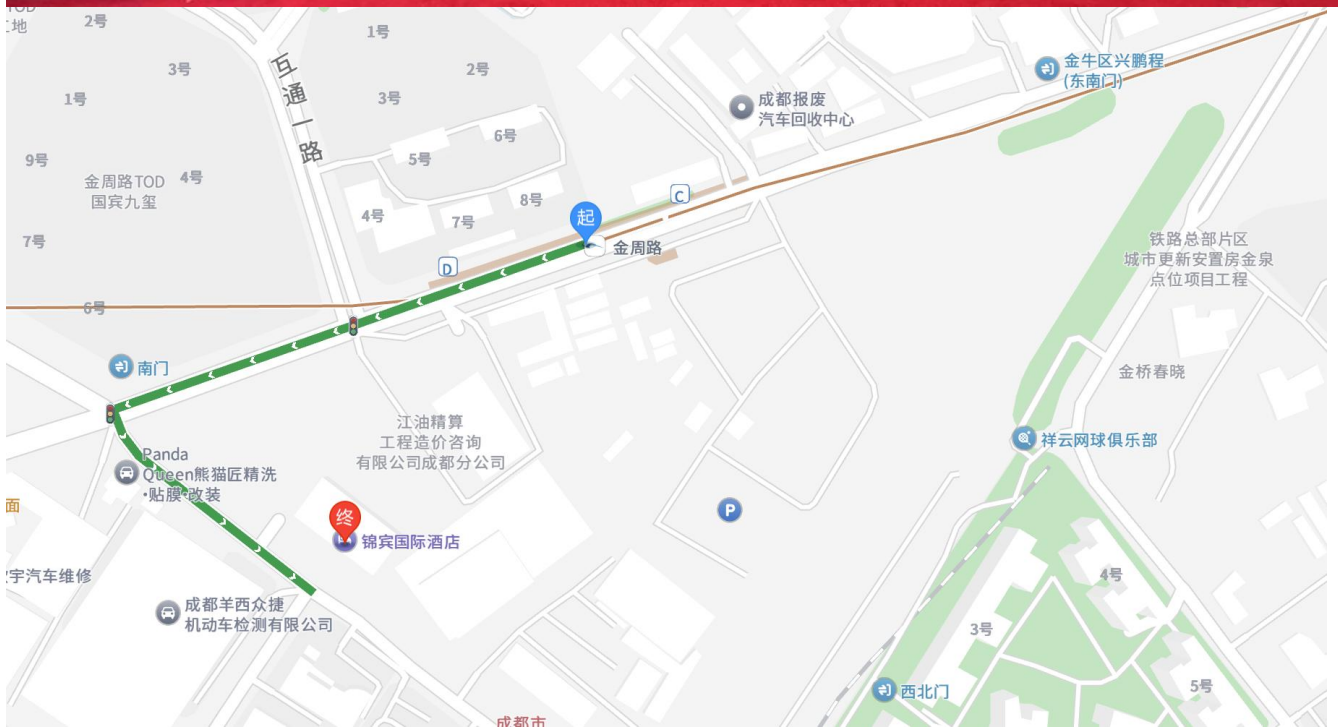 2号
3号
1号
9号
4号
金周路TOD
国宾九玺
7号
6号
互通一路
1号
2号
3号
6号
5号
8号
4号
7号
成都报废
汽车回收中心
金牛区兴鹏程
(东南门)
C
起
金周路
D
铁路总部片区
城市更新安置房金泉
点位项目工程
南门
金桥春晓
江油精算
工程造价咨询
有限公司成都分公司
祥云网球俱乐部
Panda
Queen熊猫匠精洗
·贴膜·改装
面
P
终
锦宾国际酒店
宇汽车维修
成都羊西众捷
机动车检测有限公司
4号
3号
5号
西北门
成都市